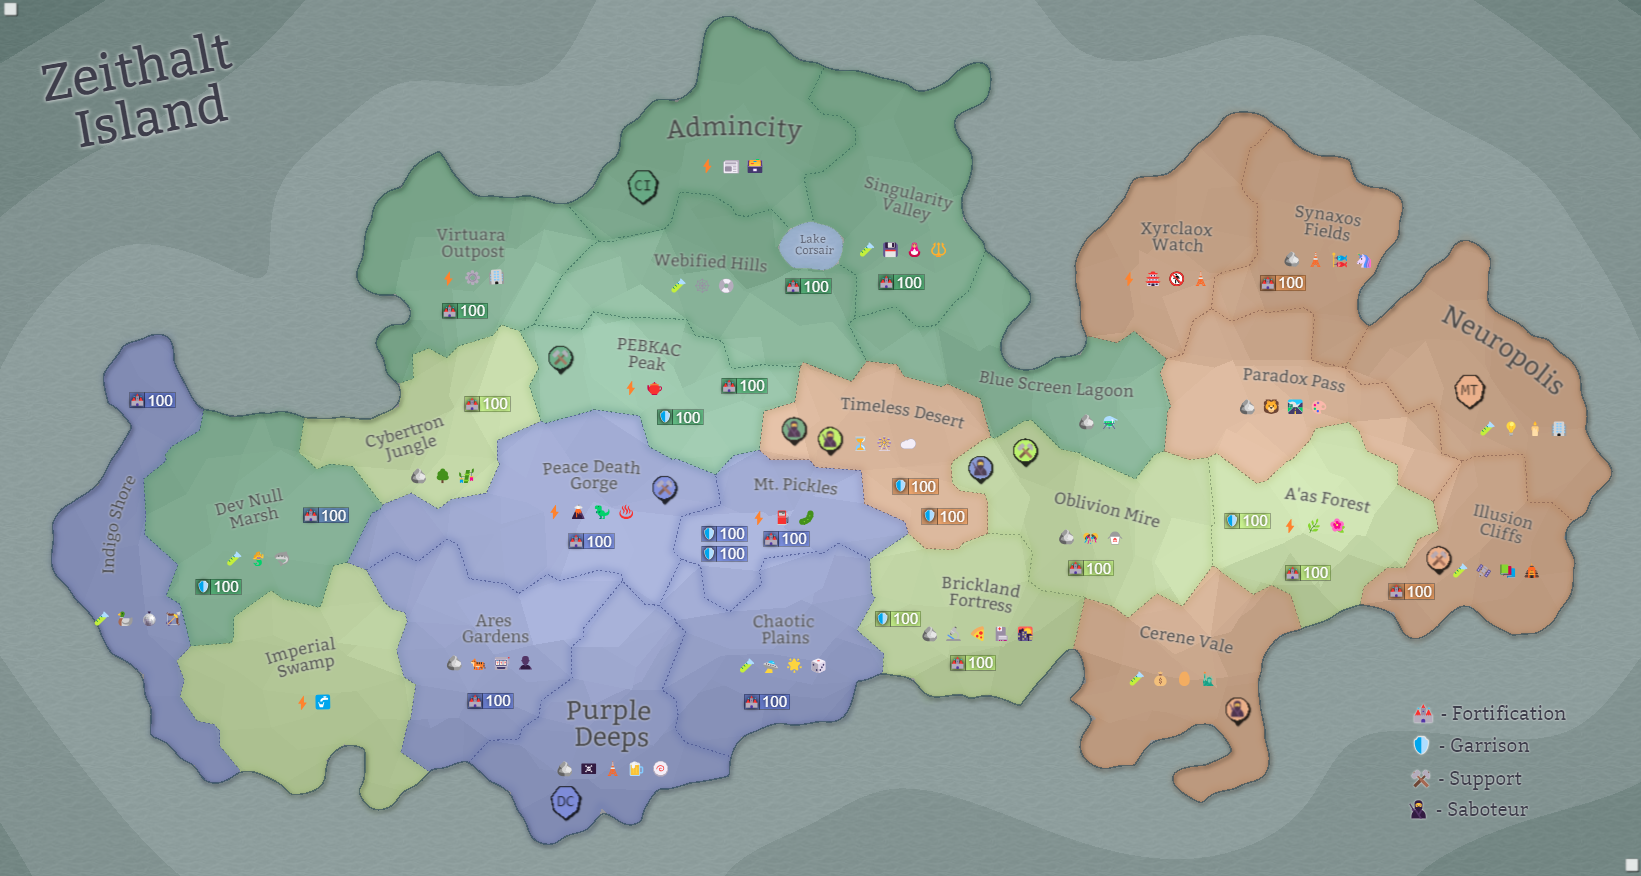 Zeithalt
Island
Admincity
CI
Singularity
Valley
Virtuara
Outpost
100
Webified Hills
Lake
Corsair
100
100
Xyrclaox
Watch
Synaxos
Fields
100
Neuropolis
MT
PEBKAC
Peak
100
100
Blue Screen Lagoon
Paradox Pass
100
Cybertron
Jungle
100
Timeless Desert
100
100
Indigo Shore
Dev Null
Marsh
100
100
Peace Death
Gorge
100
Mt. Pickles
100
100
100
Oblivion Mire
100
A'as Forest
100
100
Illusion
Cliffs
100
Imperial
Swamp
Ares
Gardens
100
Chaotic
Plains
100
Brickland
Fortress
100
100
Cerene Vale
Purple
Deeps
DC
- Fortification
- Garrison
- Support
- Saboteur